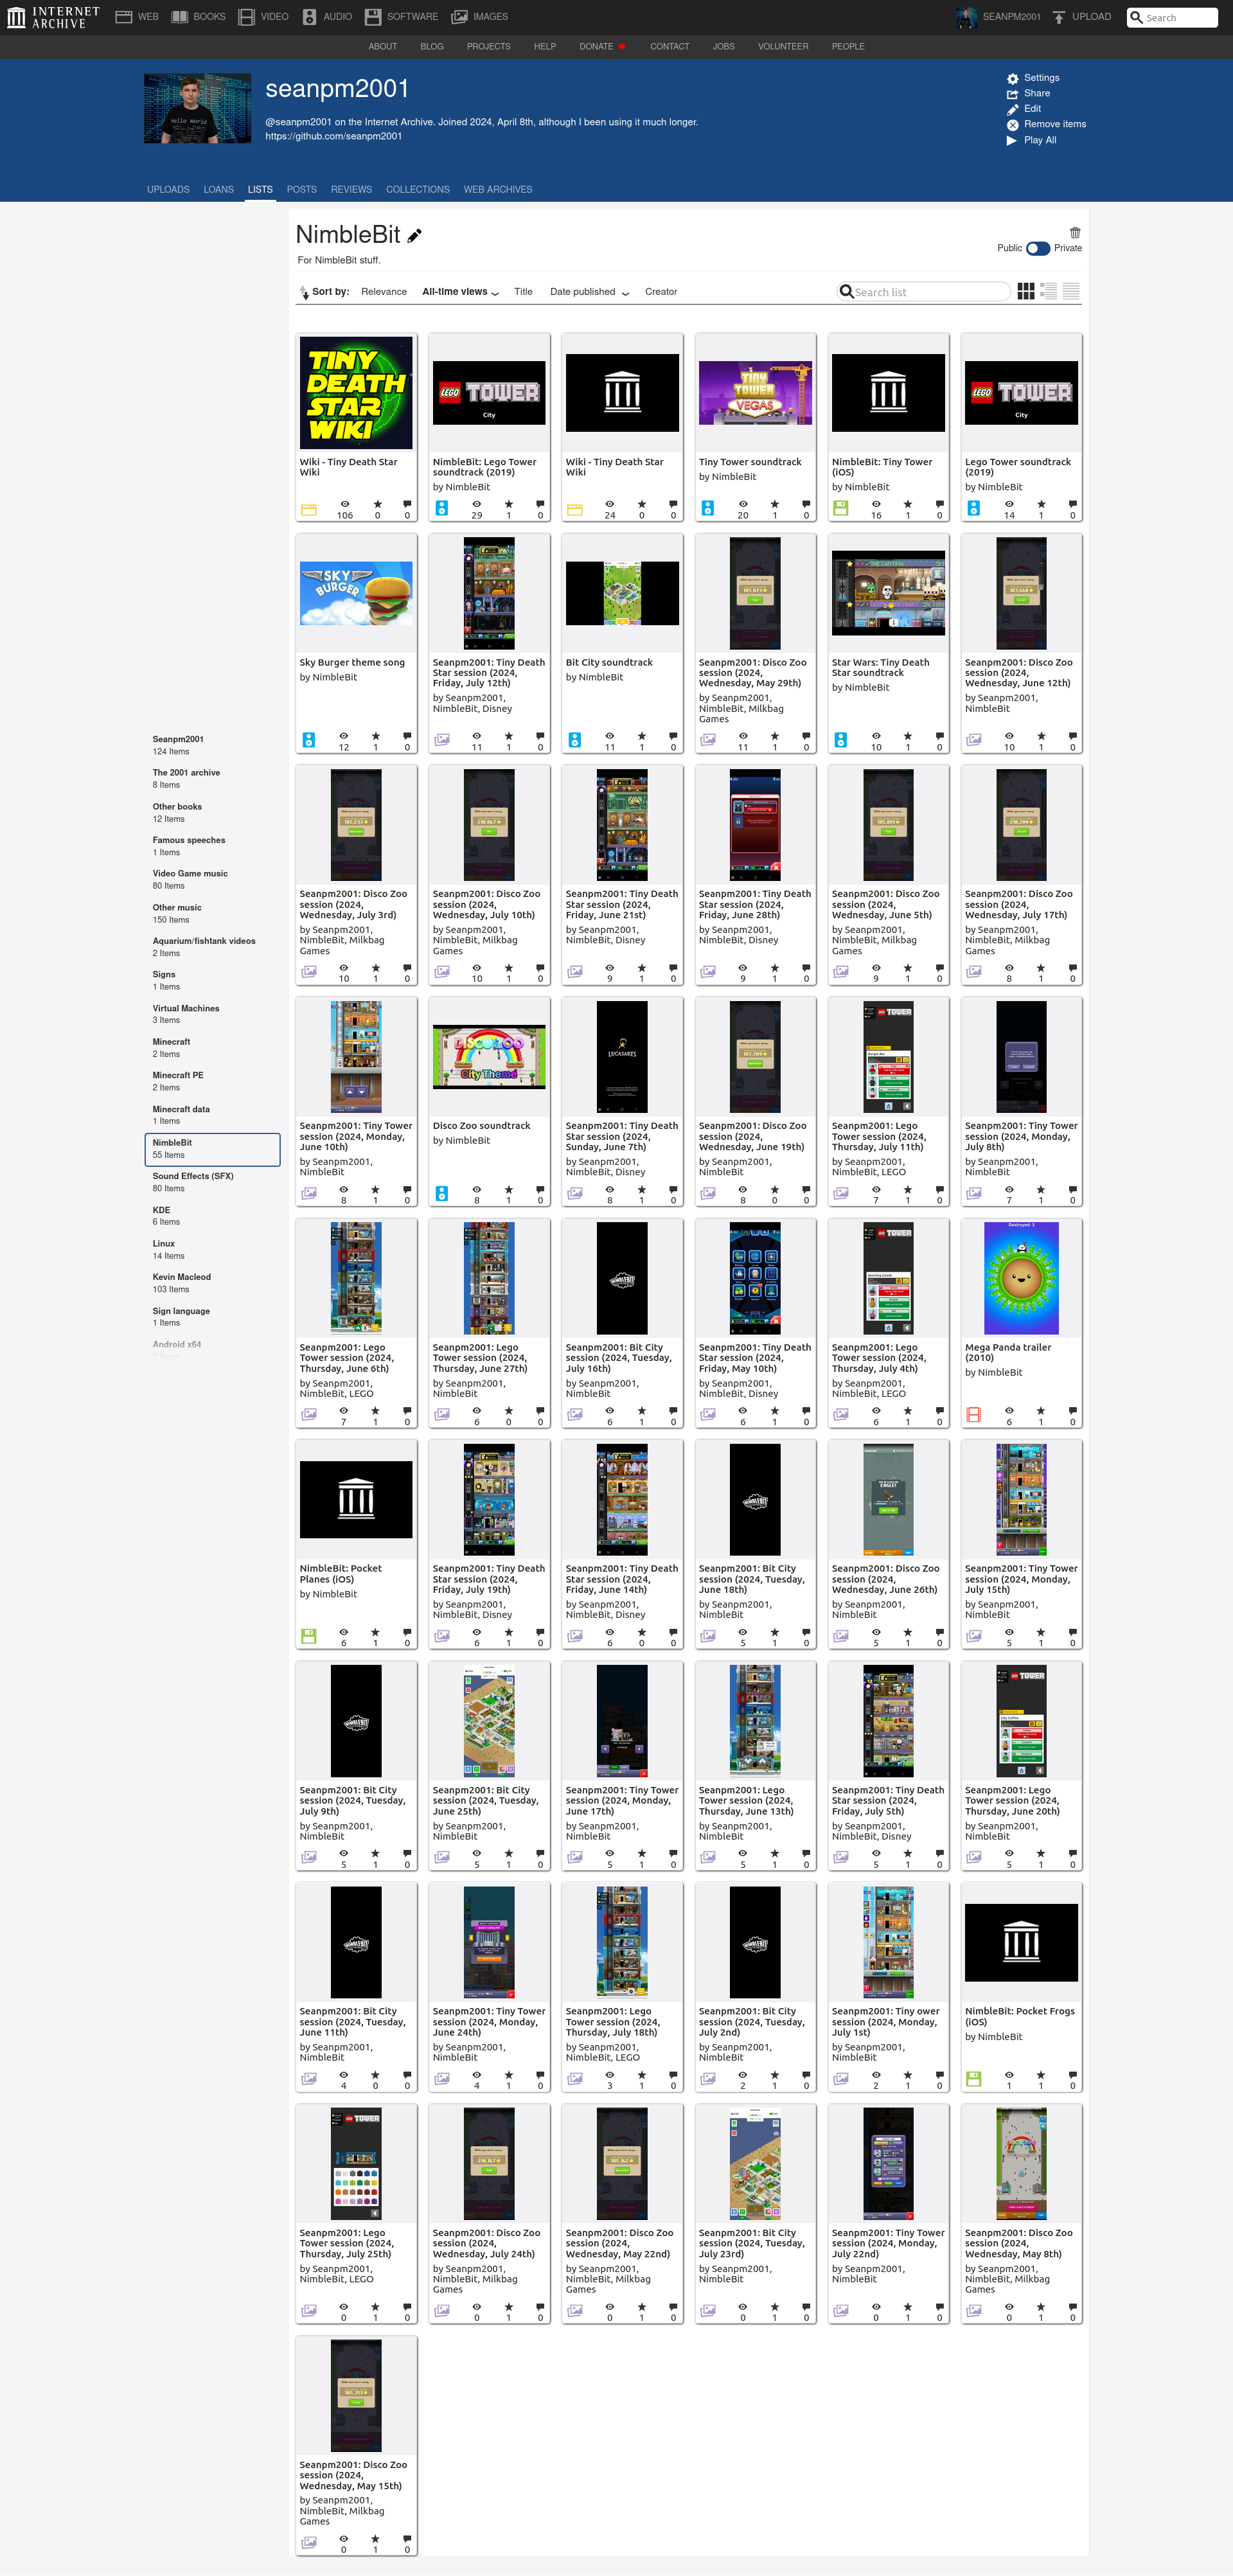 INTERNET ARCHIVE
WEB
BOOKS
VIDEO
AUDIO
SOFTWARE
IMAGES
SEANPM2001
UPLOAD
Search
ABOUT
BLOG
PROJECTS
HELP
DONATE
CONTACT
JOBS
VOLUNTEER
PEOPLE
seanpm2001
@seanpm2001 on the Internet Archive. Joined 2024, April 8th, although I been using it much longer.
https://github.com/seanpm2001
Settings
Share
Edit
Remove items
Play All
UPLOADS
LOANS
LISTS
POSTS
REVIEWS
COLLECTIONS
WEB ARCHIVES
Seanpm2001
124 Items
The 2001 archive
8 Items
Other books
12 Items
Famous speeches
1 Items
Video Game music
80 Items
Other music
150 Items
Aquarium/fishtank videos
2 Items
Signs
1 Items
Virtual Machines
3 Items
Minecraft
2 Items
Minecraft PE
2 Items
Minecraft data
1 Items
NimbleBit
55 Items
Sound Effects (SFX)
80 Items
KDE
6 Items
Linux
14 Items
Kevin Macleod
103 Items
Sign language
1 Items
Android x64
NimbleBit
For NimbleBit stuff.
Public
Private
Sort by:
Relevance
All-time views
Title
Date published
Creator
Search list
TINY DEATH STAR WIKI
Wiki - Tiny Death Star
Wiki
106 0 0
LEGO TOWER
City
NimbleBit: Lego Tower
soundtrack (2019)
by NimbleBit
29 1 0
Wiki - Tiny Death Star
Wiki
24 0 0
TINY TOWER VEGAS
Tiny Tower soundtrack
by NimbleBit
20 1 0
NimbleBit: Tiny Tower
(iOS)
by NimbleBit
16 1 0
LEGO TOWER
City
Lego Tower soundtrack
(2019)
by NimbleBit
14 1 0
SKY BURGER
Sky Burger theme song
by NimbleBit
12 1 0
Seanpm2001: Tiny Death
Star session (2024,
Friday, July 12th)
by Seanpm2001,
NimbleBit, Disney
11 1 0
Bit City soundtrack
by NimbleBit
11 1 0
Seanpm2001: Disco Zoo
session (2024,
Wednesday, May 29th)
by Seanpm2001,
NimbleBit, Milkbag
Games
11 1 0
Star Wars: Tiny Death
Star soundtrack
by NimbleBit
10 1 0
Seanpm2001: Disco Zoo
session (2024,
Wednesday, June 12th)
by Seanpm2001,
NimbleBit
10 1 0
Seanpm2001: Disco Zoo
session (2024,
Wednesday, July 3rd)
by Seanpm2001,
NimbleBit, Milkbag
Games
10 1 0
Seanpm2001: Disco Zoo
session (2024,
Wednesday, July 10th)
by Seanpm2001,
NimbleBit, Milkbag
Games
10 1 0
Seanpm2001: Tiny Death
Star session (2024,
Friday, June 21st)
by Seanpm2001,
NimbleBit, Disney
9 1 0
Seanpm2001: Tiny Death
Star session (2024,
Friday, June 28th)
by Seanpm2001,
NimbleBit, Disney
9 1 0
Seanpm2001: Disco Zoo
session (2024,
Wednesday, June 5th)
by Seanpm2001,
NimbleBit, Milkbag
Games
9 1 0
Seanpm2001: Disco Zoo
session (2024,
Wednesday, July 17th)
by Seanpm2001,
NimbleBit, Milkbag
Games
8 1 0
Seanpm2001: Tiny Tower
session (2024, Monday,
June 10th)
by Seanpm2001,
NimbleBit
8 1 0
DISCO ZOO
City Theme
Disco Zoo soundtrack
by NimbleBit
8 1 0
LUCASARTS
Seanpm2001: Tiny Death
Star session (2024,
Sunday, June 7th)
by Seanpm2001,
NimbleBit, Disney
8 1 0
Seanpm2001: Disco Zoo
session (2024,
Wednesday, June 19th)
by Seanpm2001,
NimbleBit
8 0 0
TOWER
Seanpm2001: Lego
Tower session (2024,
Thursday, July 11th)
by Seanpm2001,
NimbleBit, LEGO
7 1 0
Seanpm2001: Tiny Tower
session (2024, Monday,
July 8th)
by Seanpm2001,
NimbleBit
7 1 0
Seanpm2001: Lego
Tower session (2024,
Thursday, June 6th)
by Seanpm2001,
NimbleBit, LEGO
7 1 0
Seanpm2001: Lego
Tower session (2024,
Thursday, June 27th)
by Seanpm2001,
NimbleBit
6 0 0
NIMBLEBIT
Seanpm2001: Bit City
session (2024, Tuesday,
July 16th)
by Seanpm2001,
NimbleBit
6 1 0
Seanpm2001: Tiny Death
Star session (2024,
Friday, May 10th)
by Seanpm2001,
NimbleBit, Disney
6 1 0
TOWER
Seanpm2001: Lego
Tower session (2024,
Thursday, July 4th)
by Seanpm2001,
NimbleBit, LEGO
6 1 0
Destroyed: 3
Mega Panda trailer
(2010)
by NimbleBit
6 1 0
NimbleBit: Pocket
Planes (iOS)
by NimbleBit
6 1 0
Seanpm2001: Tiny Death
Star session (2024,
Friday, July 19th)
by Seanpm2001,
NimbleBit, Disney
6 1 0
Seanpm2001: Tiny Death
Star session (2024,
Friday, June 14th)
by Seanpm2001,
NimbleBit, Disney
6 0 0
NIMBLEBIT
Seanpm2001: Bit City
session (2024, Tuesday,
June 18th)
by Seanpm2001,
NimbleBit
5 1 0
Seanpm2001: Disco Zoo
session (2024,
Wednesday, June 26th)
by Seanpm2001,
NimbleBit
5 1 0
Seanpm2001: Tiny Tower
session (2024, Monday,
July 15th)
by Seanpm2001,
NimbleBit
5 1 0
NIMBLEBIT
Seanpm2001: Bit City
session (2024, Tuesday,
July 9th)
by Seanpm2001,
NimbleBit
5 1 0
Seanpm2001: Bit City
session (2024, Tuesday,
June 25th)
by Seanpm2001,
NimbleBit
5 1 0
Seanpm2001: Tiny Tower
session (2024, Monday,
June 17th)
by Seanpm2001,
NimbleBit
5 1 0
Seanpm2001: Lego
Tower session (2024,
Thursday, June 13th)
by Seanpm2001,
NimbleBit
5 1 0
Seanpm2001: Tiny Death
Star session (2024,
Friday, July 5th)
by Seanpm2001,
NimbleBit, Disney
5 1 0
TOWER
Seanpm2001: Lego
Tower session (2024,
Thursday, June 20th)
by Seanpm2001,
NimbleBit
5 1 0
NIMBLEBIT
Seanpm2001: Bit City
session (2024, Tuesday,
June 11th)
by Seanpm2001,
NimbleBit
4 0 0
Seanpm2001: Tiny Tower
session (2024, Monday,
June 24th)
by Seanpm2001,
NimbleBit
4 1 0
Seanpm2001: Lego
Tower session (2024,
Thursday, July 18th)
by Seanpm2001,
NimbleBit, LEGO
3 1 0
NIMBLEBIT
Seanpm2001: Bit City
session (2024, Tuesday,
July 2nd)
by Seanpm2001,
NimbleBit
2 1 0
Seanpm2001: Tiny ower
session (2024, Monday,
July 1st)
by Seanpm2001,
NimbleBit
2 1 0
NimbleBit: Pocket Frogs
(iOS)
by NimbleBit
1 1 0
TOWER
Seanpm2001: Lego
Tower session (2024,
Thursday, July 25th)
by Seanpm2001,
NimbleBit, LEGO
0 1 0
Seanpm2001: Disco Zoo
session (2024,
Wednesday, July 24th)
by Seanpm2001,
NimbleBit, Milkbag
Games
0 1 0
Seanpm2001: Disco Zoo
session (2024,
Wednesday, May 22nd)
by Seanpm2001,
NimbleBit, Milkbag
Games
0 1 0
Seanpm2001: Bit City
session (2024, Tuesday,
July 23rd)
by Seanpm2001,
NimbleBit
0 1 0
Seanpm2001: Tiny Tower
session (2024, Monday,
July 22nd)
by Seanpm2001,
NimbleBit
0 1 0
Seanpm2001: Disco Zoo
session (2024,
Wednesday, May 8th)
by Seanpm2001,
NimbleBit, Milkbag
Games
0 1 0
Seanpm2001: Disco Zoo
session (2024,
Wednesday, May 15th)
by Seanpm2001,
NimbleBit, Milkbag
Games
0 1 0